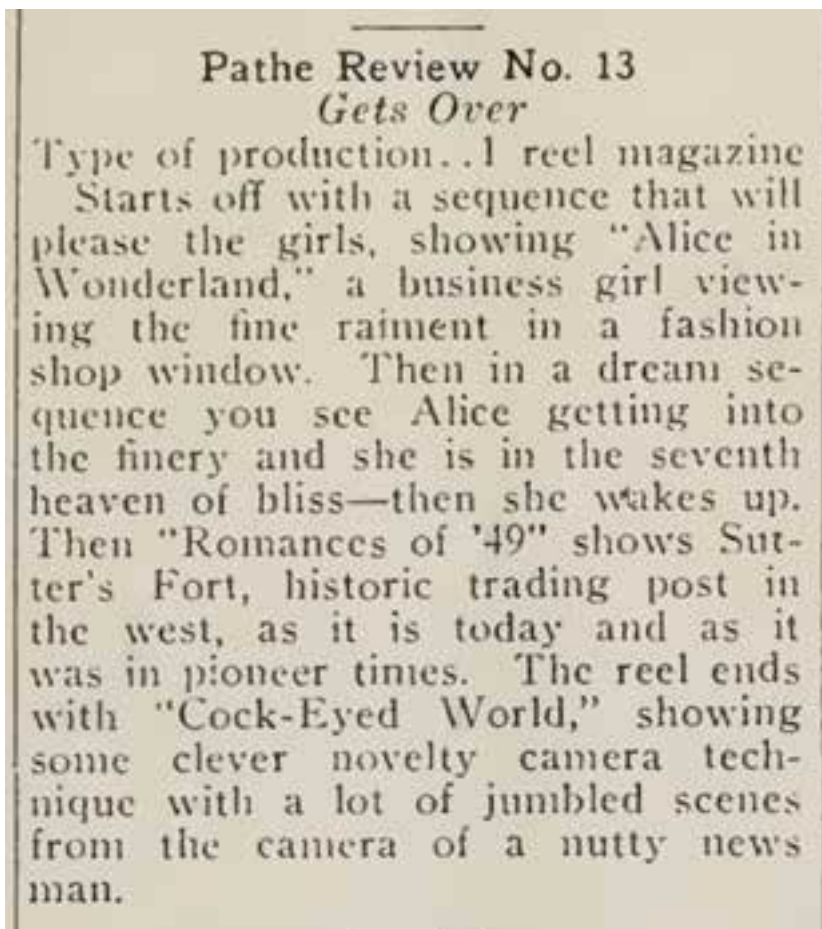 Pathe Review No. 13
Gets Over
Type of production..1 reel magazine
Starts off with a sequence that will
please the girls, showing "Alice in
Wonderland," a business girl view-
ing the fine raiment in a fashion
shop window. Then in a dream se-
quence you see Alice getting into
the finery and she is in the seventh
heaven of bliss—then she wakes up.
Then "Romances of '49" shows Sut-
ter's Fort, historic trading post in
the west, as it is today and as it
was in pioneer times. The reel ends
with "Cock-Eyed World," showing
some clever novelty camera tech-
nique with a lot of jumbled scenes
from the camera of a nutty news
man.